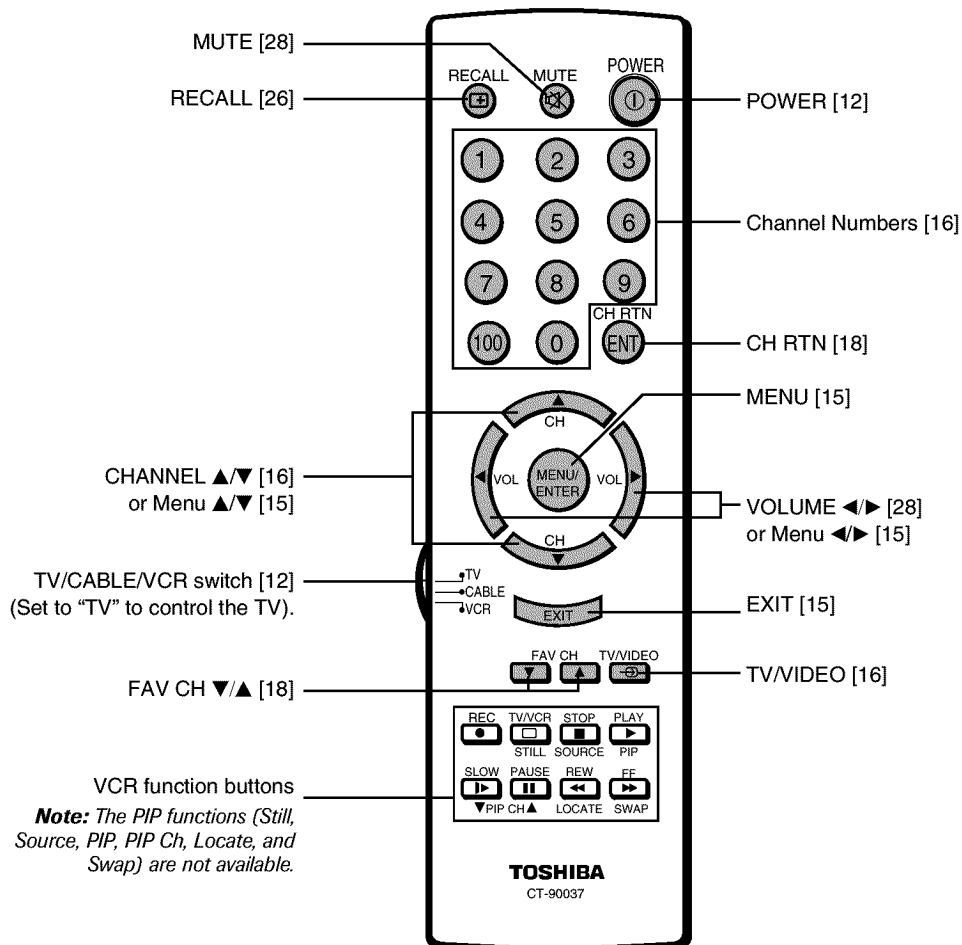 MUTE [28]
RECALL [26]
RECALL
MUTE
POWER
POWER [12]
1
2
3
4
5
6
Channel Numbers [16]
7
8
9
100
0
CH RTN
ENT
CH RTN [18]
MENU [15]
▲
CH
◀ VOL
MENU/
ENTER
VOL ▶
CH
▼
CHANNEL ▲/▼ [16]
or Menu ▲/▼ [15]
VOLUME ◀/▶ [28]
or Menu ◀/▶ [15]
TV/CABLE/VCR switch [12]
(Set to “TV” to control the TV).
TV
CABLE
VCR
EXIT
EXIT [15]
FAV CH
▼ ▲
TV/VIDEO
TV/VIDEO [16]
FAV CH ▼/▲ [18]
REC TV/VCR STOP PLAY
STILL SOURCE PIP
SLOW PAUSE REW FF
▼PIP CH▲ LOCATE SWAP
VCR function buttons
Note: The PIP functions (Still,
Source, PIP, PIP Ch, Locate, and
Swap) are not available.
TOSHIBA
CT-90037